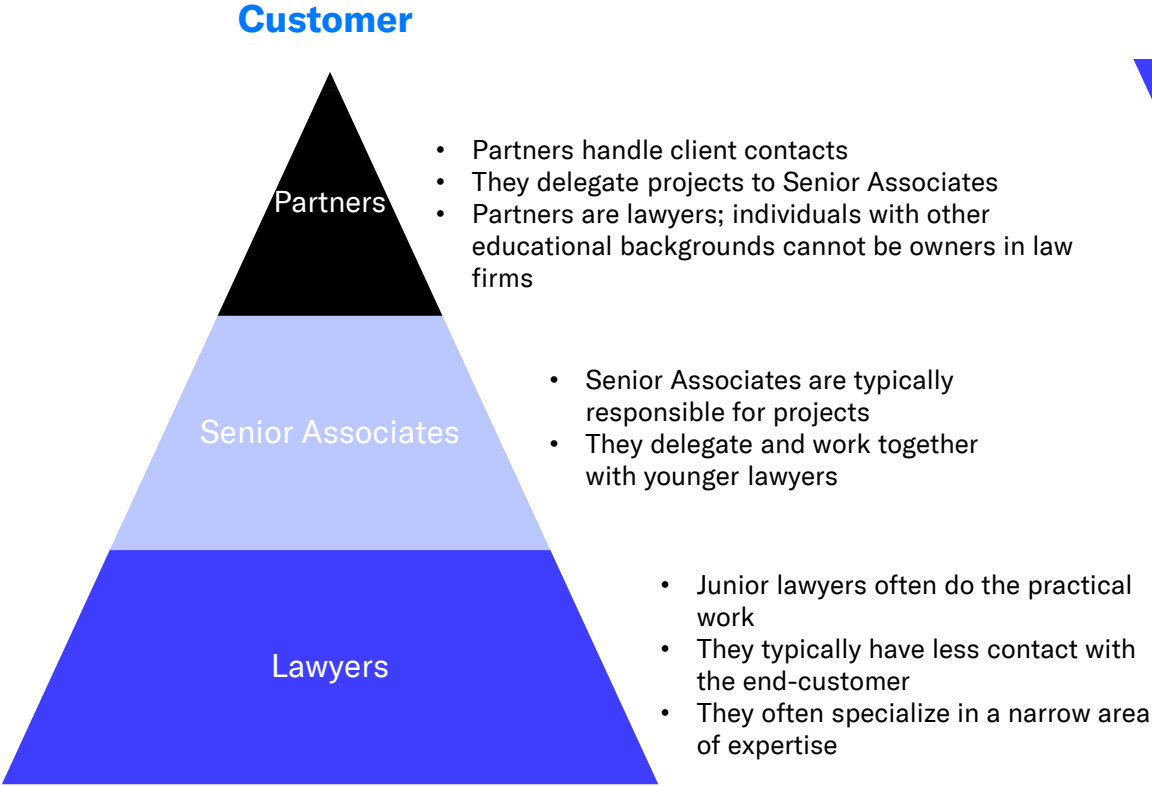 Customer
Partners
• Partners handle client contacts
• They delegate projects to Senior Associates
• Partners are lawyers; individuals with other
educational backgrounds cannot be owners in law
firms
Senior Associates
• Senior Associates are typically
responsible for projects
• They delegate and work together
with younger lawyers
Lawyers
• Junior lawyers often do the practical
work
• They typically have less contact with
the end-customer
• They often specialize in a narrow area
of expertise